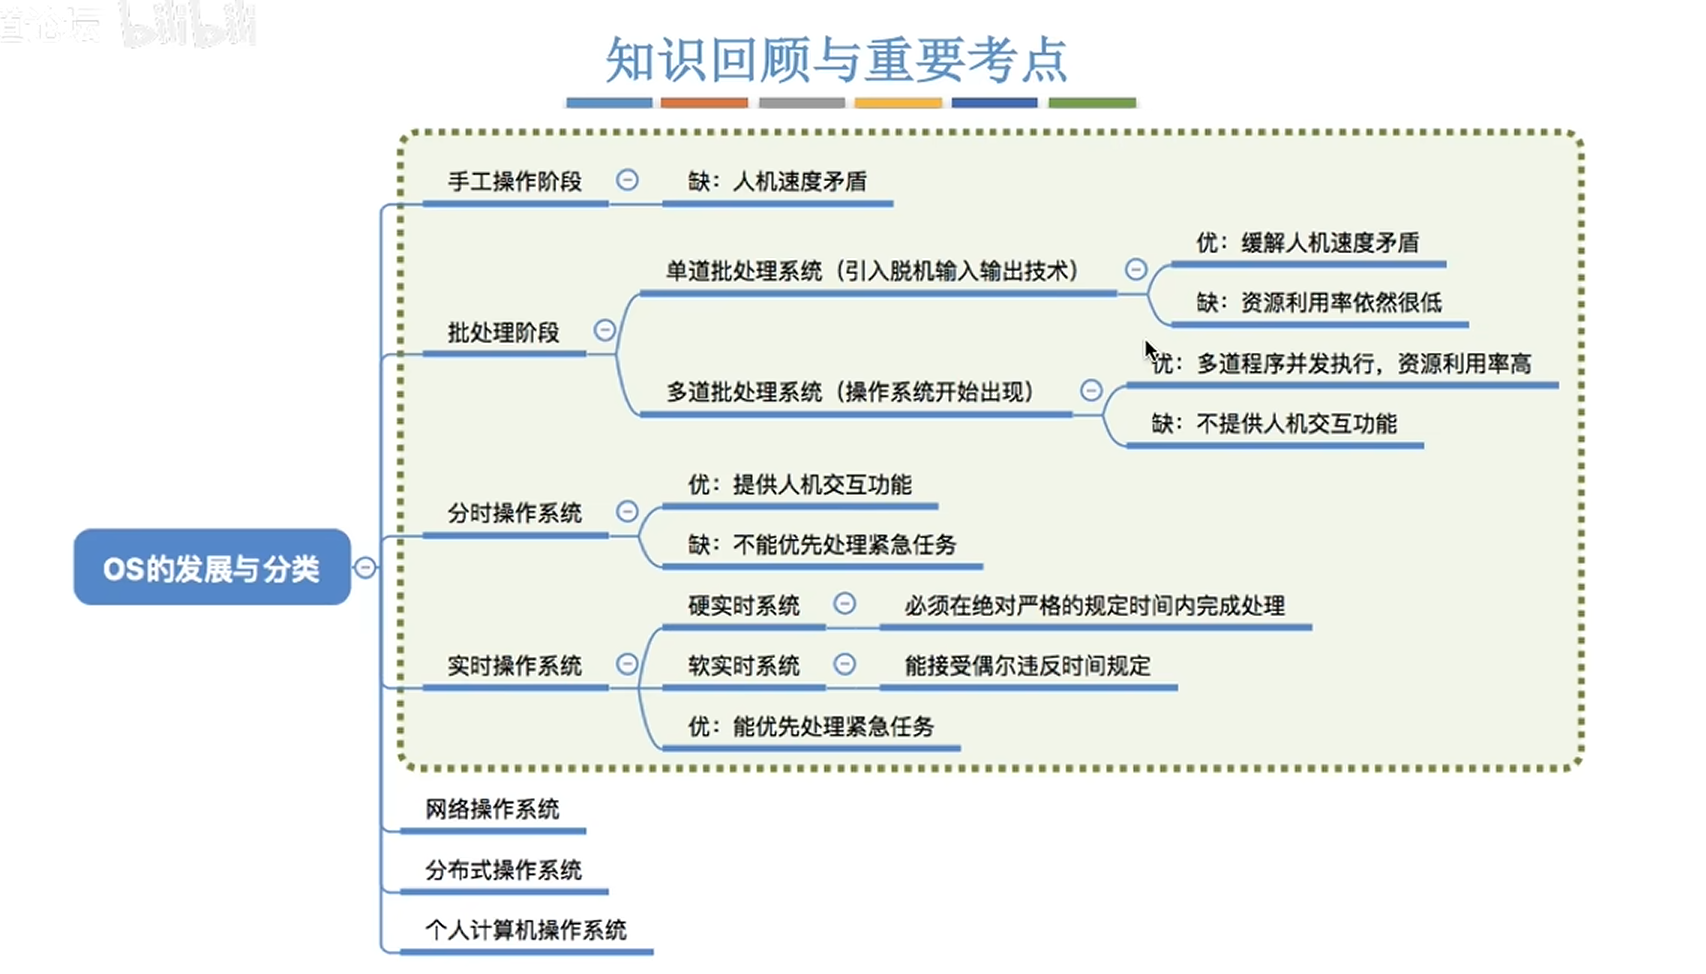 道论坛 bilibili
知识回顾与重要考点
手工操作阶段
缺：人机速度矛盾
批处理阶段
单道批处理系统（引入脱机输入输出技术）
优：缓解人机速度矛盾
缺：资源利用率依然很低
多道批处理系统（操作系统开始出现）
优：多道程序并发执行，资源利用率高
缺：不提供人机交互功能
OS的发展与分类
分时操作系统
优：提供人机交互功能
缺：不能优先处理紧急任务
实时操作系统
硬实时系统
必须在绝对严格的规定时间内完成处理
软实时系统
能接受偶尔违反时间规定
优：能优先处理紧急任务
网络操作系统
分布式操作系统
个人计算机操作系统